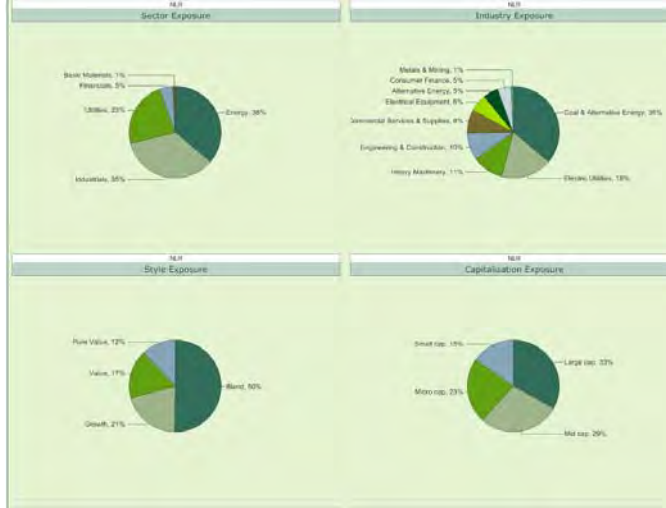 NLR
Sector Exposure
Basic Materials, 1%
Financials, 5%
Utilities, 23%
Energy, 36%
Industrials, 35%
NLR
Industry Exposure
Metals & Mining, 1%
Consumer Finance, 5%
Alternative Energy, 5%
Electrical Equipment, 6%
Commercial Services & Supplies, 8%
Engineering & Construction, 10%
Heavy Machinery, 11%
Coal & Alternative Energy, 36%
Electric Utilities, 18%
NLR
Style Exposure
Pure Value, 12%
Value, 17%
Growth, 21%
Blend, 50%
NLR
Capitalization Exposure
Small cap, 15%
Micro cap, 23%
Large cap, 33%
Mid cap, 29%